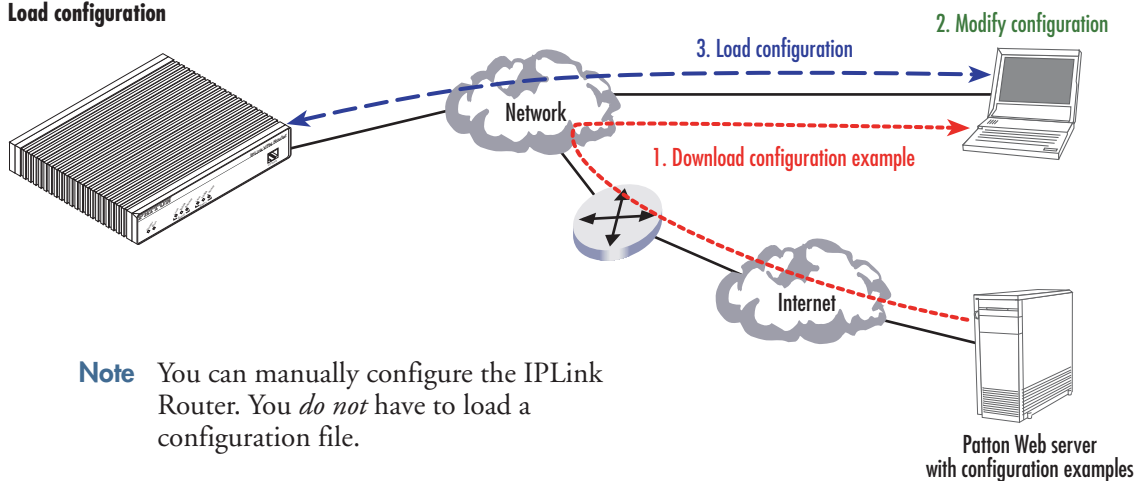 Load configuration
2. Modify configuration
3. Load configuration
Network
1. Download configuration example
Internet
Note You can manually configure the IPLink
Router. You do not have to load a
configuration file.
Patton Web server
with configuration examples